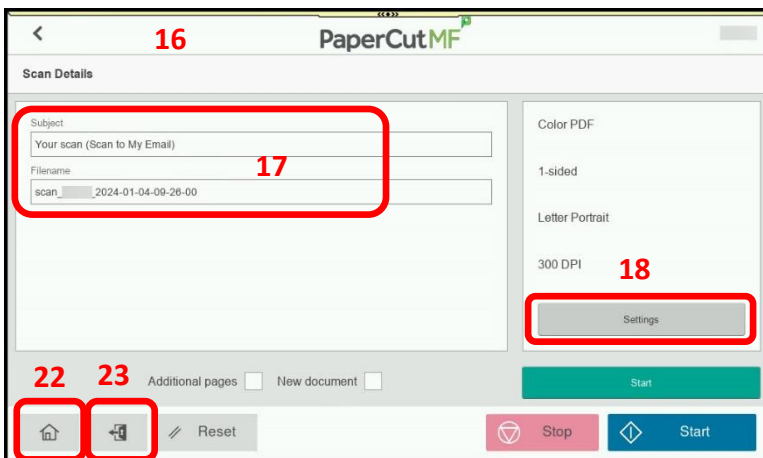 16
PaperCutMF
Scan Details
Subject
Your scan (Scan to My Email)
Filename
scan_ _2024-01-04-09-26-00
17
Color PDF
1-sided
Letter Portrait
300 DPI
18
Settings
22
23
Additional pages
New document
Start
Reset
Stop
Start